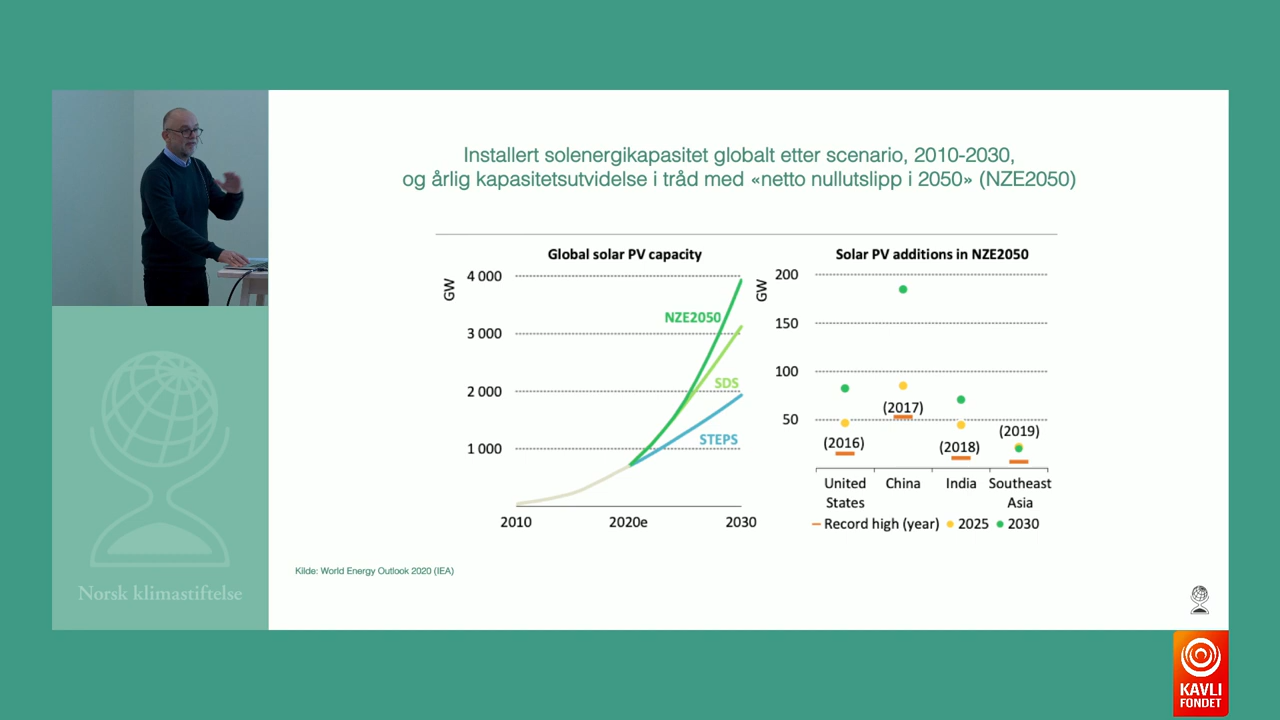 Installert solenergikapasitet globalt etter scenario, 2010-2030,
og årlig kapasitetsutvidelse i tråd med «netto nullutslipp i 2050» (NZE2050)
Global solar PV capacity
GW
4 000
3 000
2 000
1 000
NZE2050
SDS
STEPS
2010
2020e
2030
Solar PV additions in NZE2050
GW
200
150
100
50
(2016)
(2017)
(2018)
(2019)
United
States
China
India
Southeast
Asia
Record high (year)
2025
2030
Kilde: World Energy Outlook 2020 (IEA)
Norsk klimastiftelse
KAVLI
FONDET